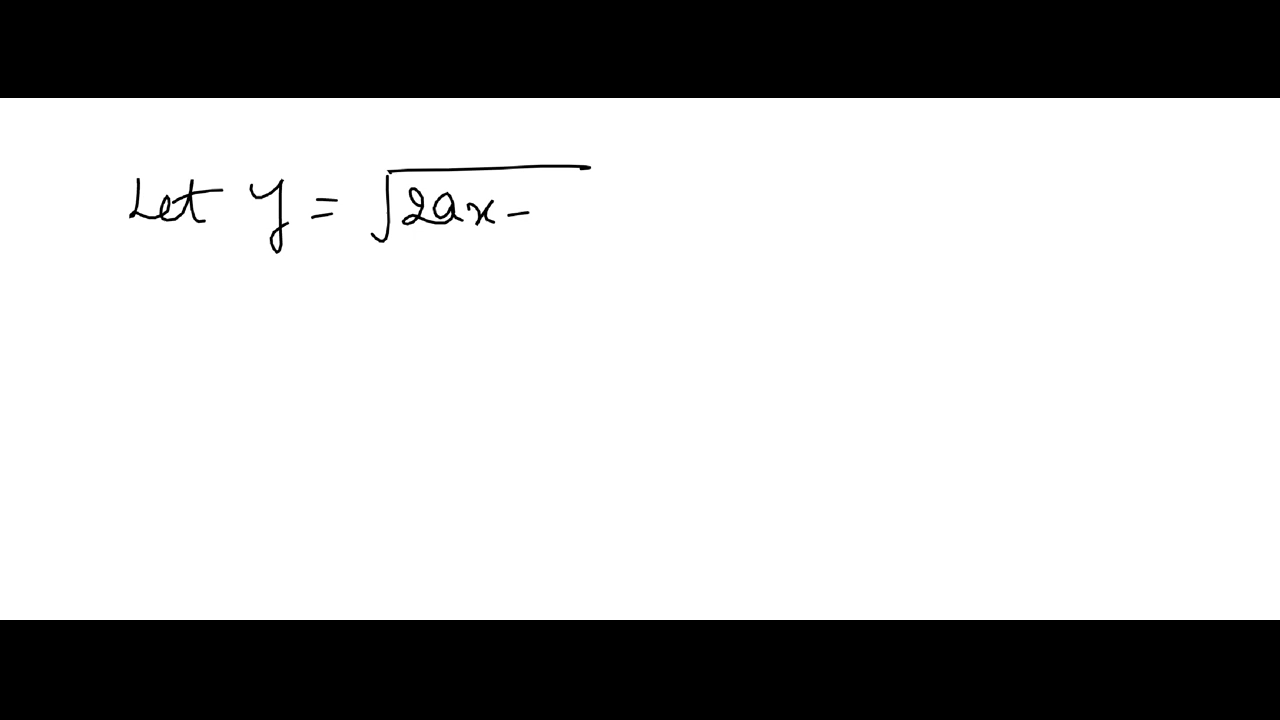 Let y = √2ax -